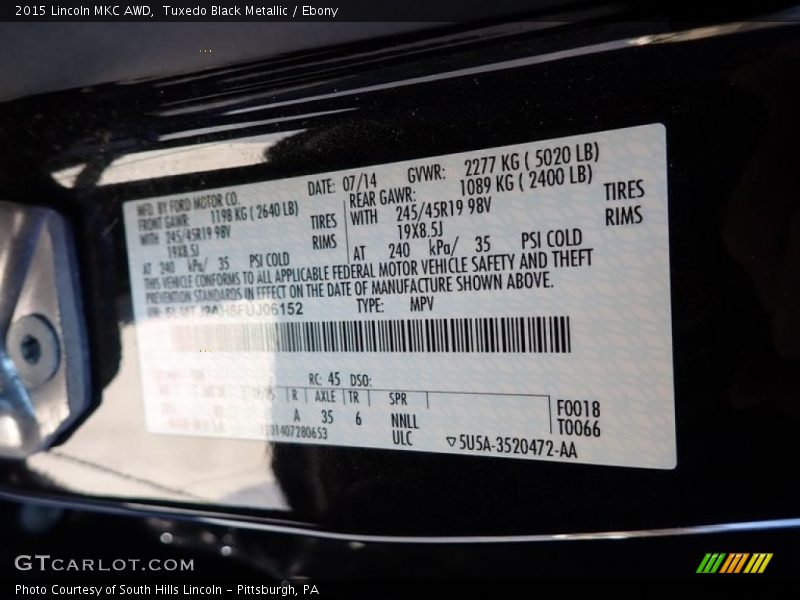 2015 Lincoln MKC AWD, Tuxedo Black Metallic / Ebony
MFD. BY FORD MOTOR CO.
DATE: 07/14
GVWR: 2277 KG ( 5020 LB)
FRONT GAWR: 1198 KG ( 2640 LB)
REAR GAWR: 1089 KG ( 2400 LB)
WITH 245/45R19 98V TIRES
19X8.5J RIMS
AT 240 kPa/ 35 PSI COLD
WITH 245/45R19 98V TIRES
19X8.5J RIMS
AT 240 kPa/ 35 PSI COLD
THIS VEHICLE CONFORMS TO ALL APPLICABLE FEDERAL MOTOR VEHICLE SAFETY AND THEFT
PREVENTION STANDARDS IN EFFECT ON THE DATE OF MANUFACTURE SHOWN ABOVE.
TYPE: MPV
RC: 45 DSO:
R AXLE TR SPR
A 35 6 NNLL
ULC
1201407280653
F0018
T0066
▽5U5A-3520472-AA
GTCARLOT.COM
Photo Courtesy of South Hills Lincoln – Pittsburgh, PA